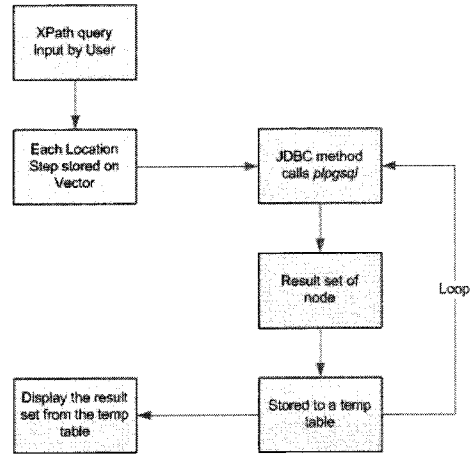 XPath query
Input by User
Each Location
Step stored on
Vector
JDBC method
calls plpgsql
Result set of
node
Loop
Stored to a temp
table
Display the result
set from the temp
table